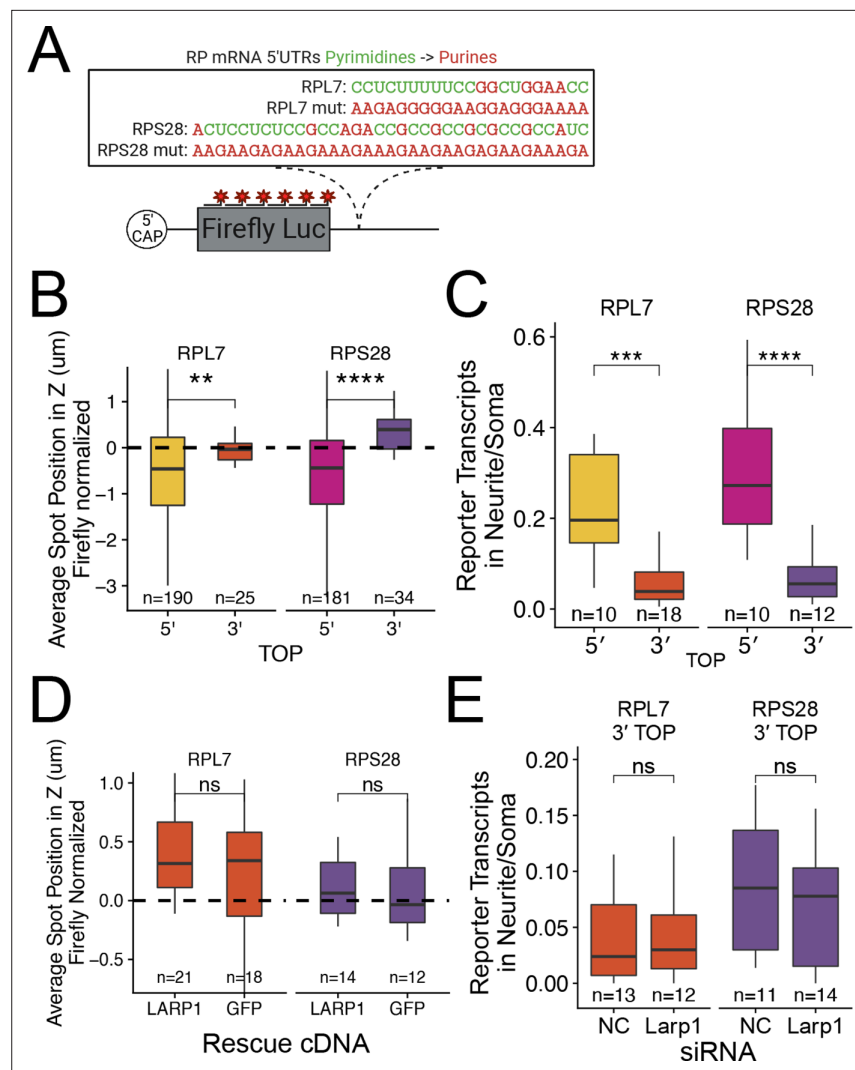 A
RP mRNA 5'UTRs Pyrimidines -> Purines
RPL7: CCUCUUUUUCCGGCUGGAACC
RPL7 mut: AAGAGGGGGAAGGAGGGAAAA
RPS28: ACUCCUCUCCGCCAGACCGCCGCCGCGCCGCCAUC
RPS28 mut: AAGAAGAGAAGAAAGAAAGAAGAAGAGAAGAAAGA
5'
CAP
Firefly Luc
B
RPL7
RPS28
**
****
Average Spot Position in Z (um)
Firefly normalized
1
0
−1
−2
−3
n=190
n=25
n=181
n=34
5'
3'
5'
3'
TOP
C
RPL7
RPS28
***
****
Reporter Transcripts
in Neurite/Soma
0.6
0.4
0.2
0.0
n=10
n=18
n=10
n=12
5′
3′
5′
3′
TOP
D
RPL7
RPS28
ns
ns
Average Spot Position in Z (um)
Firefly Normalized
1.0
0.5
0.0
−0.5
n=21
n=18
n=14
n=12
LARP1
GFP
LARP1
GFP
Rescue cDNA
E
RPL7
3′ TOP
RPS28
3′ TOP
ns
ns
Reporter Transcripts
in Neurite/Soma
0.20
0.15
0.10
0.05
0.00
n=13
n=12
n=11
n=14
NC
Larp1
NC
Larp1
siRNA